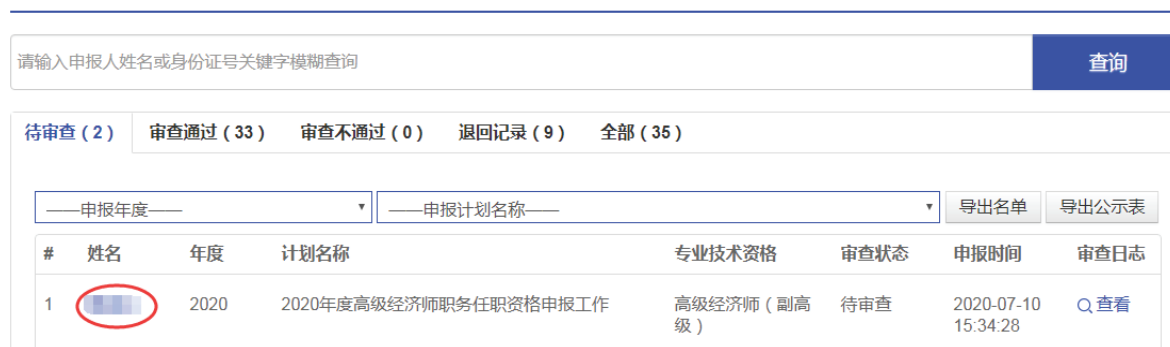 请输入申报人姓名或身份证号关键字模糊查询 查询
待审查（2） 审查通过（33） 审查不通过（0） 退回记录（9） 全部（35）
——申报年度—— ——申报计划名称—— 导出名单 导出公示表
# 姓名 年度 计划名称 专业技术资格 审查状态 申报时间 审查日志
1 2020 2020年度高级经济师职务任职资格申报工作 高级经济师（副高 待审查 2020-07-10 查看
级） 15:34:28